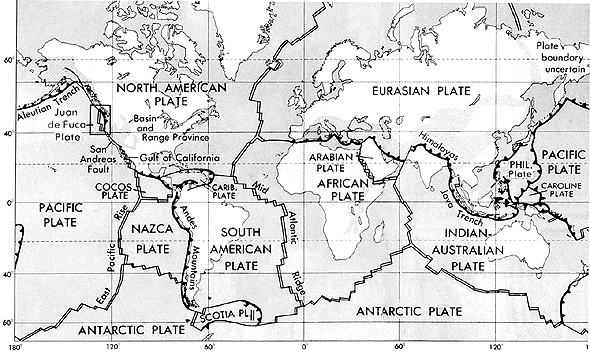 Plate
boundary
uncertain
60°
NORTH AMERICAN
PLATE
EURASIAN PLATE
Aleutian Trench
Juan
de Fuca
Plate
Basin
and
Range Province
40°
San
Andreas
Fault
Gulf of California
Himalayas
ARABIAN
PLATE
PHIL.
Plate
PACIFIC
PLATE
COCOS
PLATE
CARIB.
PLATE
Mid
Atlantic
Ridge
AFRICAN
PLATE
CAROLINE
PLATE
Java Trench
0°
PACIFIC
PLATE
East Pacific Rise
NAZCA
PLATE
Andes
Mountains
SOUTH
AMERICAN
PLATE
INDIAN-
AUSTRALIAN
PLATE
40°
60°
SCOTIA PL
ANTARCTIC PLATE
ANTARCTIC PLATE
180°
120°
60°
0°
60°
120°